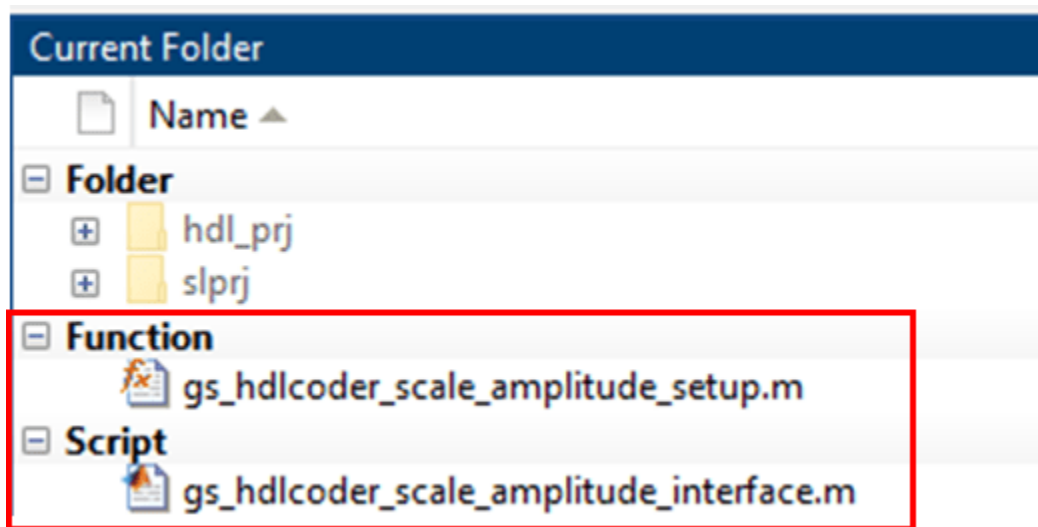 Current Folder
Name
Folder
hdl_prj
slprj
Function
gs_hdlcoder_scale_amplitude_setup.m
Script
gs_hdlcoder_scale_amplitude_interface.m